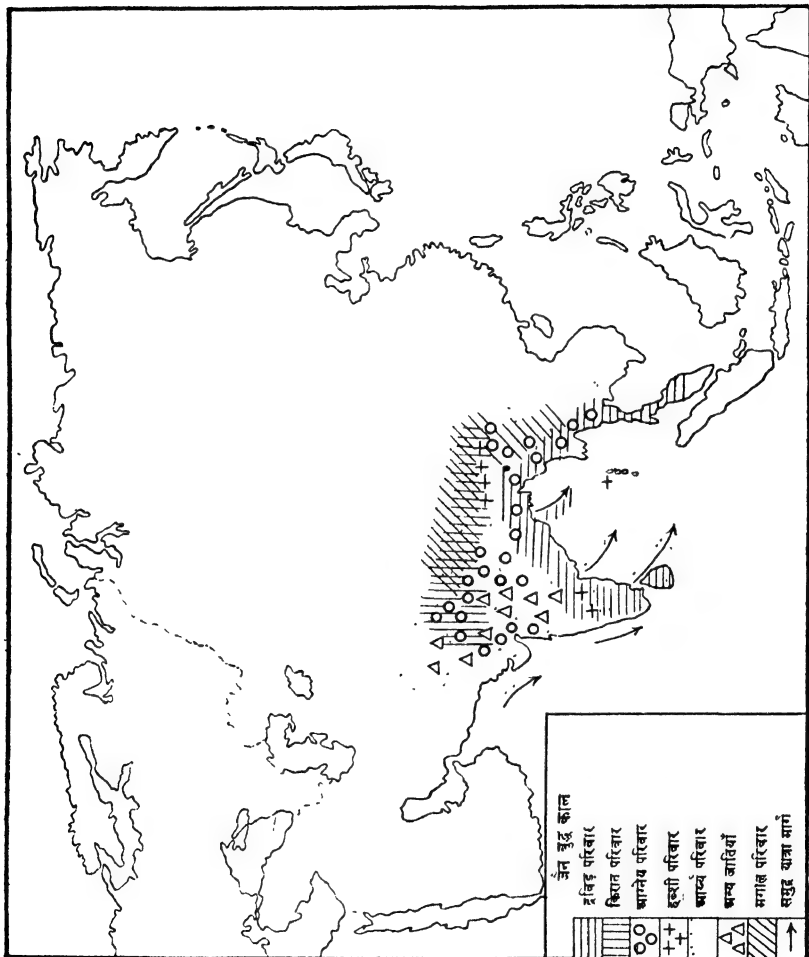 जैन बुद्ध काल
द्रविड़ परिवार
किरात परिवार
आग्नेय परिवार
हब्शी परिवार
आर्य्य परिवार
अन्य जातियाँ
मगोल परिवार
समुद्र यात्रा मार्ग